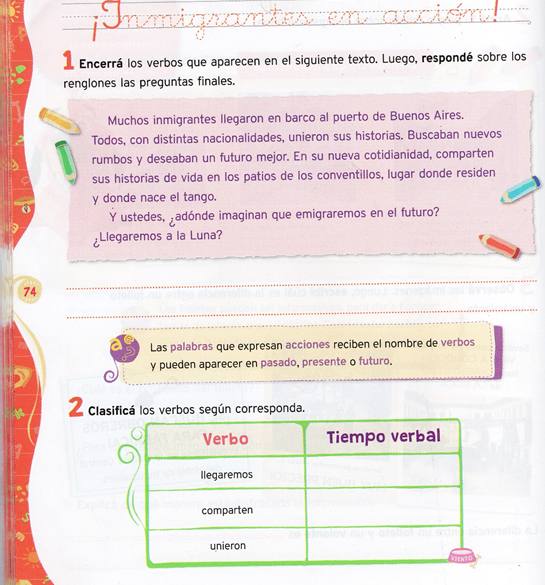 ¡Inmigrantes en acción!
1 Encerrá los verbos que aparecen en el siguiente texto. Luego, respondé sobre los
renglones las preguntas finales.
Muchos inmigrantes llegaron en barco al puerto de Buenos Aires.
Todos, con distintas nacionalidades, unieron sus historias. Buscaban nuevos
rumbos y deseaban un futuro mejor. En su nueva cotidianidad, comparten
sus historias de vida en los patios de los conventillos, lugar donde residen
y donde nace el tango.
Y ustedes, ¿adónde imaginan que emigraremos en el futuro?
¿Llegaremos a la Luna?
74
Las palabras que expresan acciones reciben el nombre de verbos
y pueden aparecer en pasado, presente o futuro.
2 Clasificá los verbos según corresponda.
Verbo Tiempo verbal
llegaremos
comparten
unieron
VIENTO